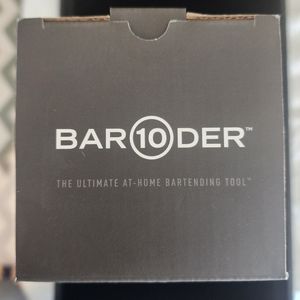 BAR10DER™
THE ULTIMATE AT-HOME BARTENDING TOOL™